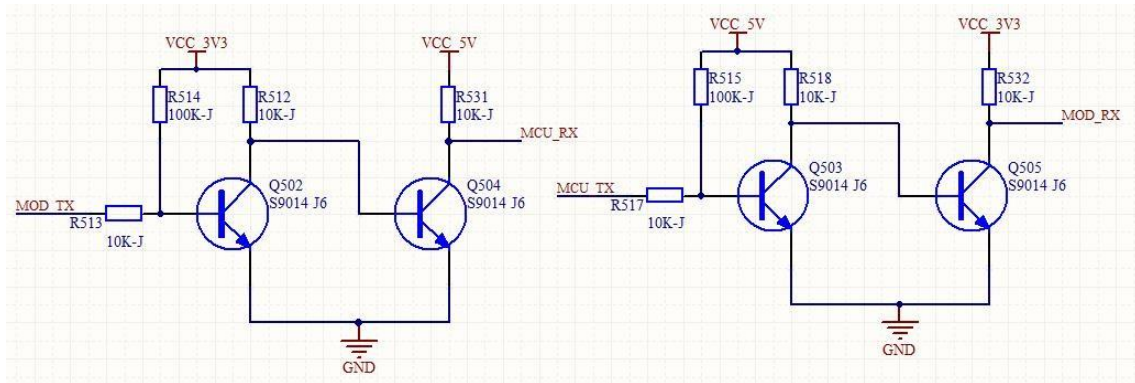 VCC_3V3
R514
100K-J
R512
10K-J
VCC_5V
R531
10K-J
MCU_RX
Q502
S9014 J6
Q504
S9014 J6
MOD_TX
R513
10K-J
GND
VCC_5V
R515
100K-J
R518
10K-J
VCC_3V3
R532
10K-J
MOD_RX
Q503
S9014 J6
Q505
S9014 J6
MCU_TX
R517
10K-J
GND